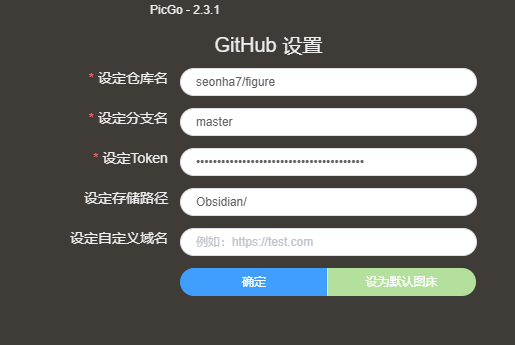 PicGo - 2.3.1
GitHub 设置
* 设定仓库名 seonha7/figure
* 设定分支名 master
* 设定Token ••••••••••••••••••••••••••••••••••••••••
设定存储路径 Obsidian/
设定自定义域名 例如：https://test.com
确定 设为默认图床